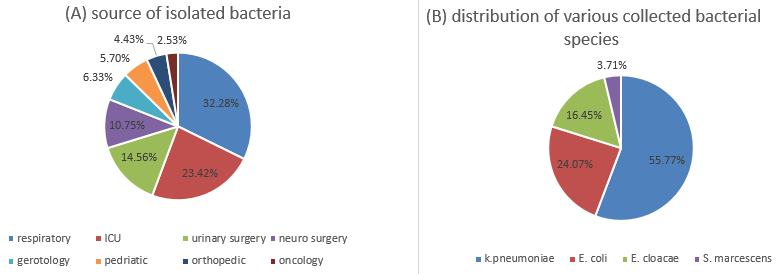 (A) source of isolated bacteria
4.43%
2.53%
5.70%
6.33%
32.28%
10.75%
14.56%
23.42%
respiratory ICU urinary surgery neuro surgery
gerotology pedriatic orthopedic oncology
(B) distribution of various collected bacterial
species
3.71%
16.45%
24.07%
55.77%
k.pneumoniae E. coli E. cloacae S. marcescens